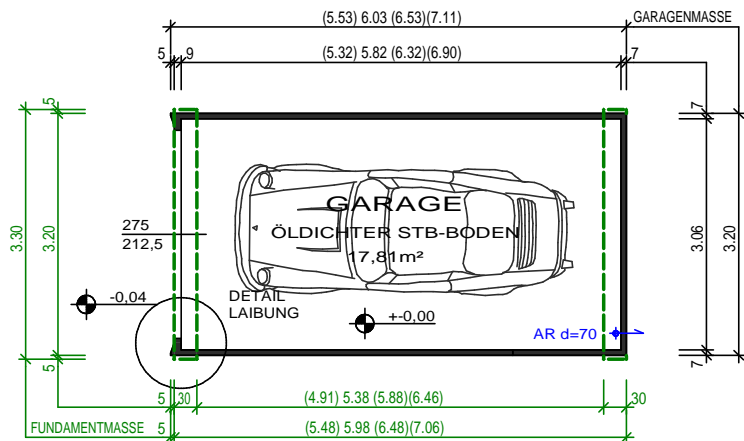 (5.53) 6.03 (6.53)(7.11)
GARAGENMASSE
5 9
(5.32) 5.82 (6.32)(6.90)
7
5
7
3.30
3.20
3.06
3.20
GARAGE
ÖLDICHTER STB-BODEN
17,81m²
275
212,5
-0,04
DETAIL
LAIBUNG
+-0,00
AR d=70
5
7
5 30
(4.91) 5.38 (5.88)(6.46)
30
FUNDAMENTMASSE
5
(5.48) 5.98 (6.48)(7.06)